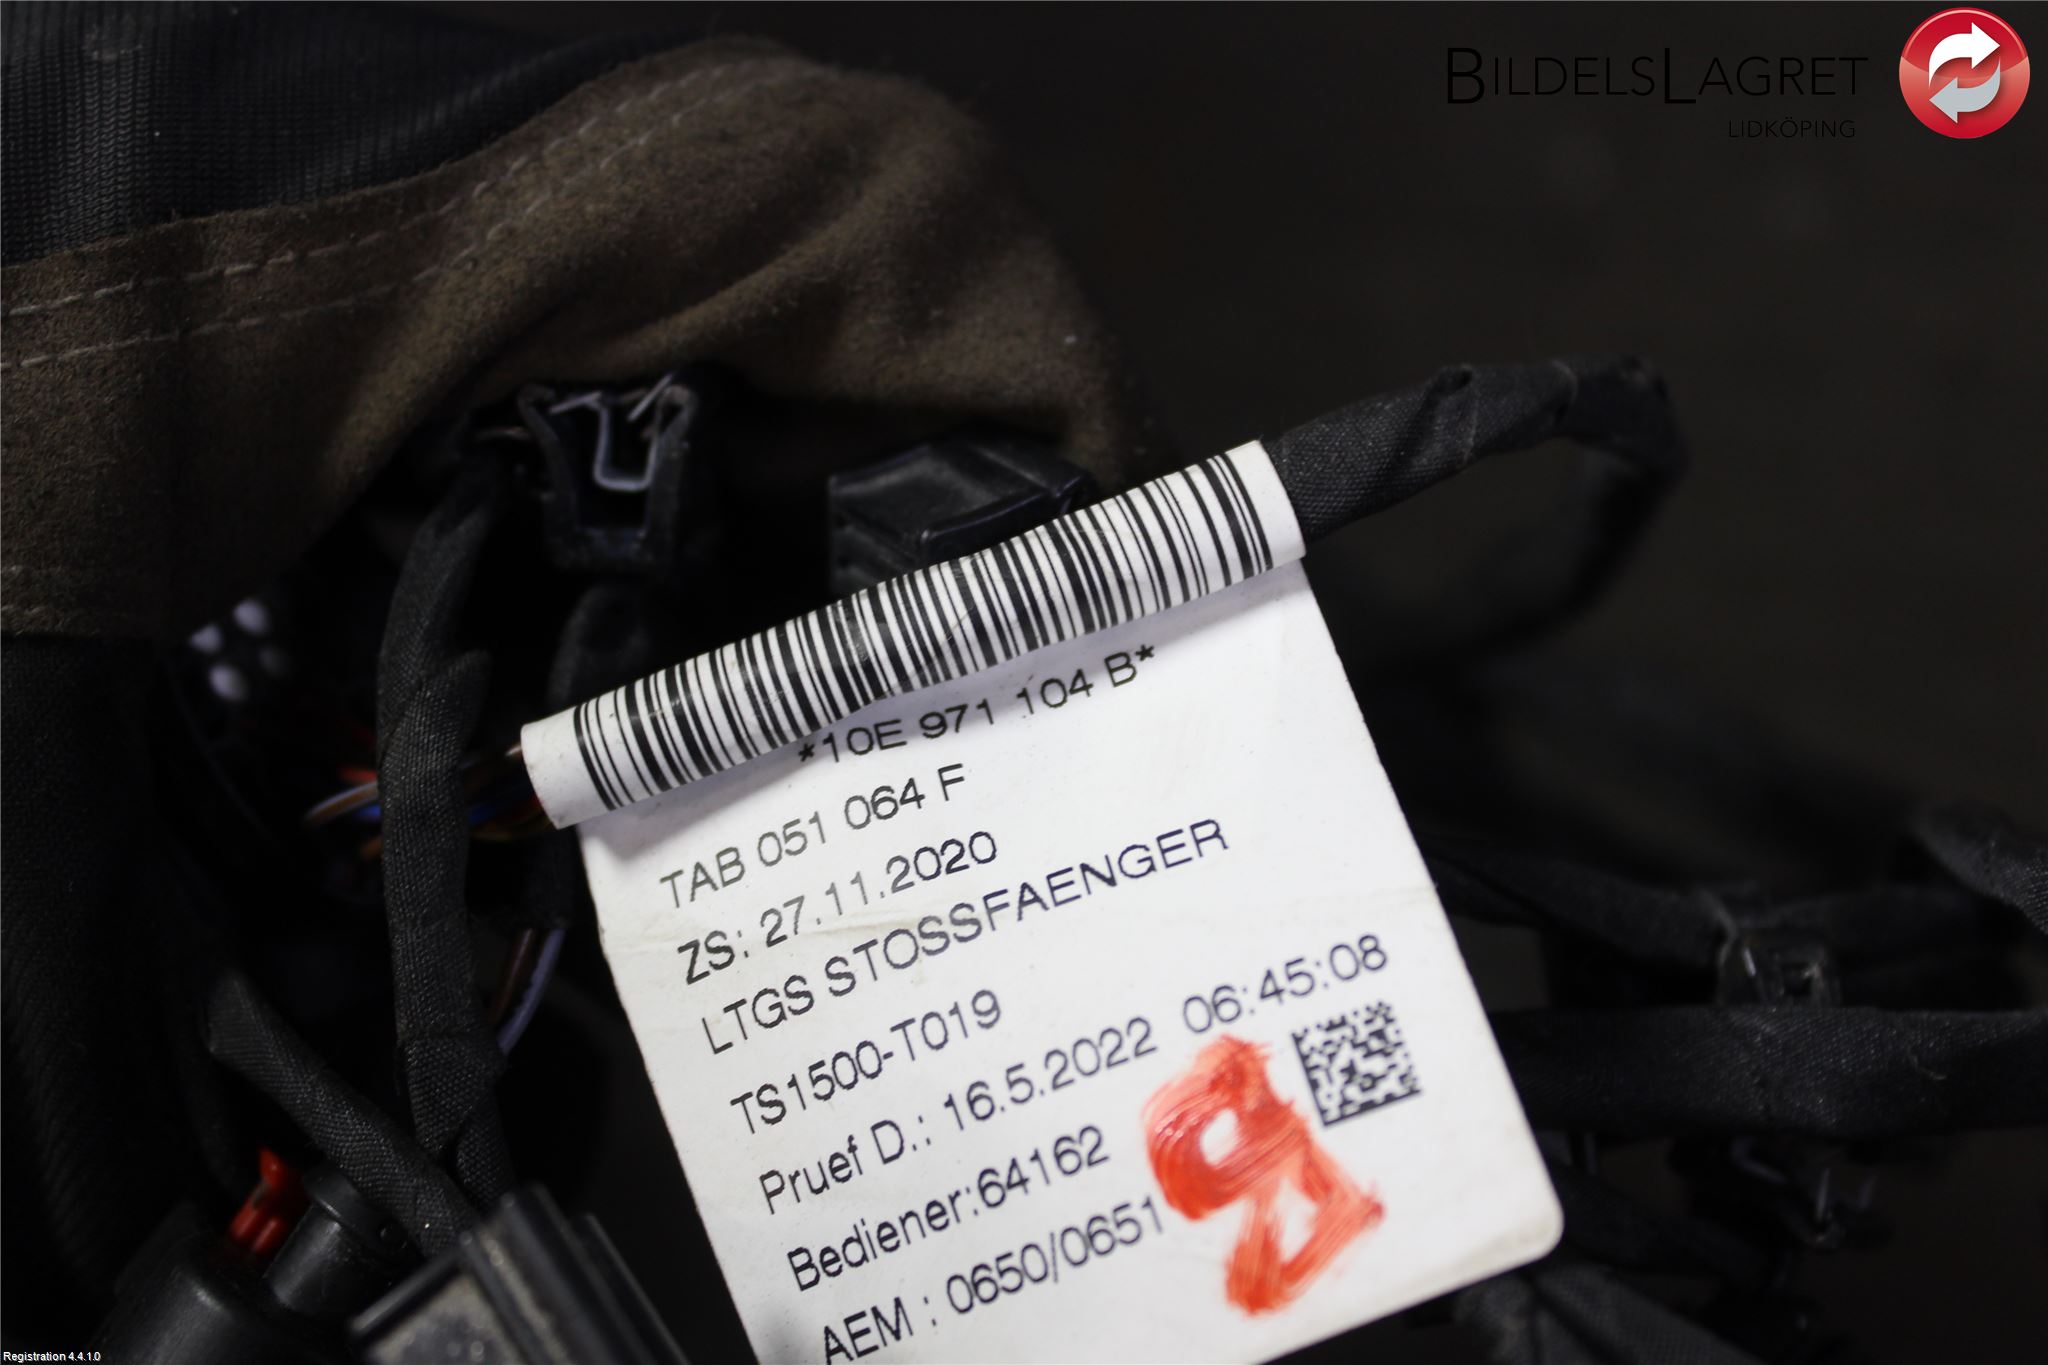 BILDELSLAGRET
LIDKÖPING
*10E 971 104 B*
TAB 051 064 F
ZS: 27.11.2020
LTGS STOSSFAENGER
TS1500-T019
Pruef D.: 16.5.2022 06:45:08
Bediener:64162
AEM : 0650/0651
Registration 4.4.1.0